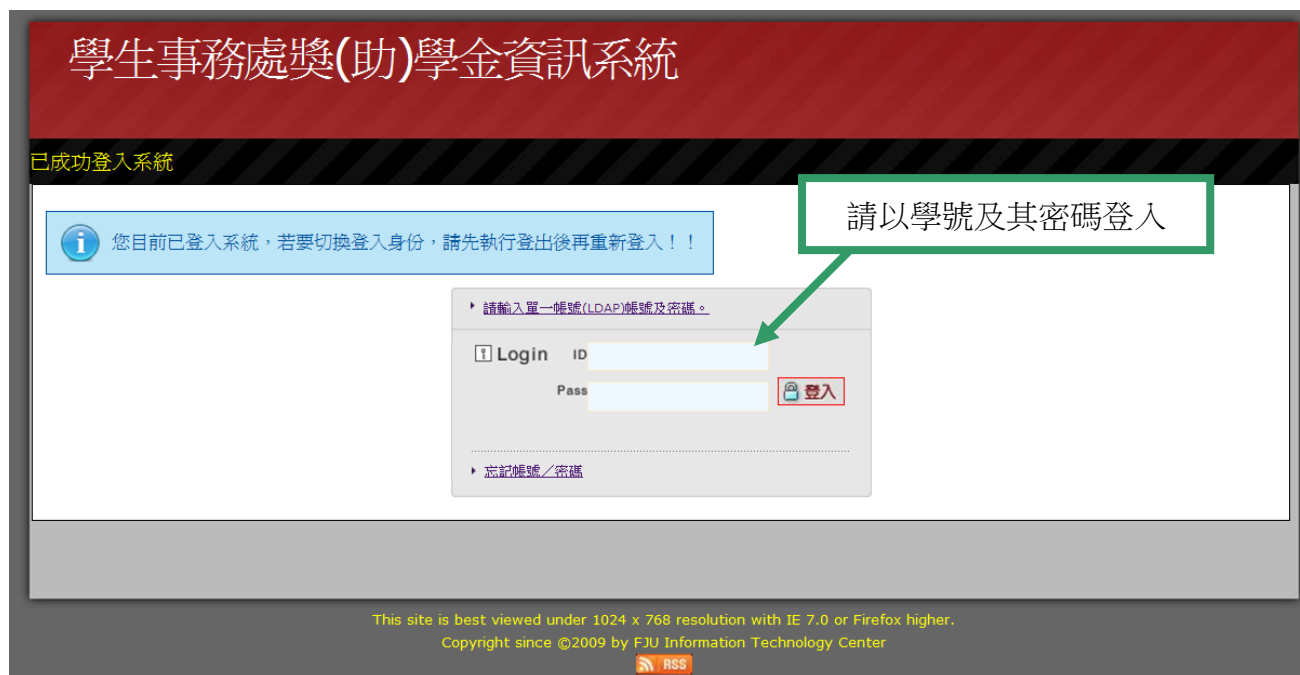 學生事務處獎(助)學金資訊系統
已成功登入系統
請以學號及其密碼登入
您目前已登入系統，若要切換登入身份，請先執行登出後再重新登入！！
請輸入單一帳號(LDAP)帳號及密碼。
Login ID
Pass
登入
忘記帳號／密碼
This site is best viewed under 1024 x 768 resolution with IE 7.0 or Firefox higher.
Copyright since ©2009 by FJU Information Technology Center
RSS